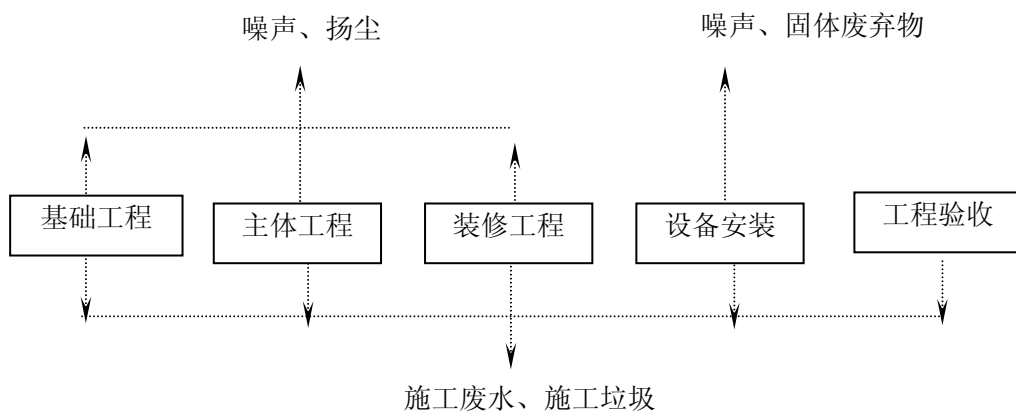 噪声、扬尘
噪声、固体废弃物
基础工程
主体工程
装修工程
设备安装
工程验收
施工废水、施工垃圾